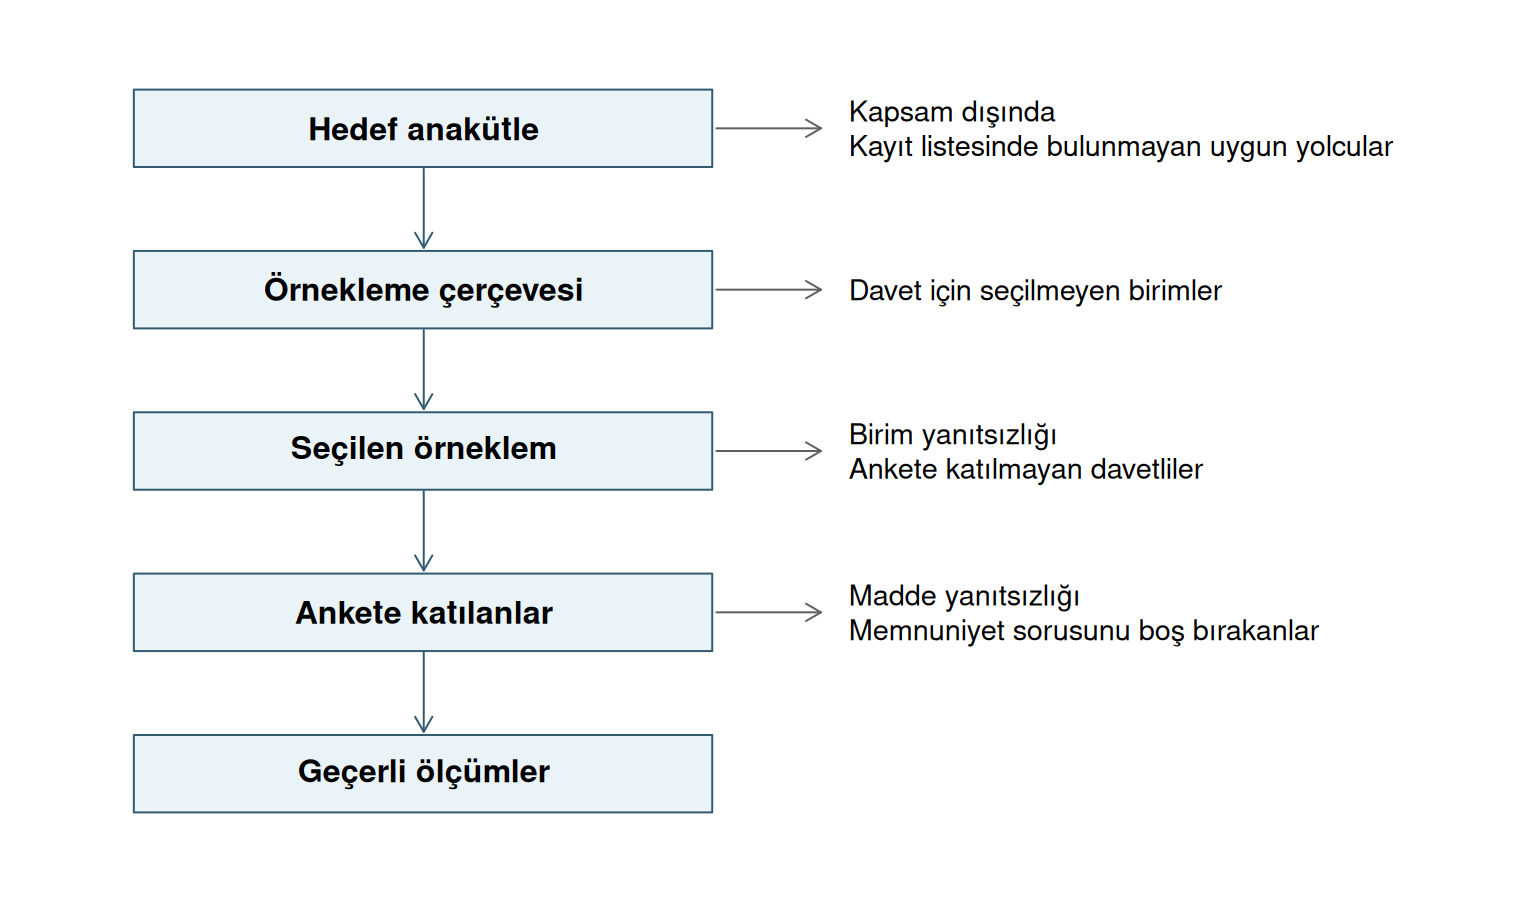 Hedef anakütle
Kapsam dışında
Kayıt listesinde bulunmayan uygun yolcular
Örnekleme çerçevesi
Davet için seçilmeyen birimler
Seçilen örneklem
Birim yanıtsızlığı
Ankete katılmayan davetliler
Ankete katılanlar
Madde yanıtsızlığı
Memnuniyet sorusunu boş bırakanlar
Geçerli ölçümler